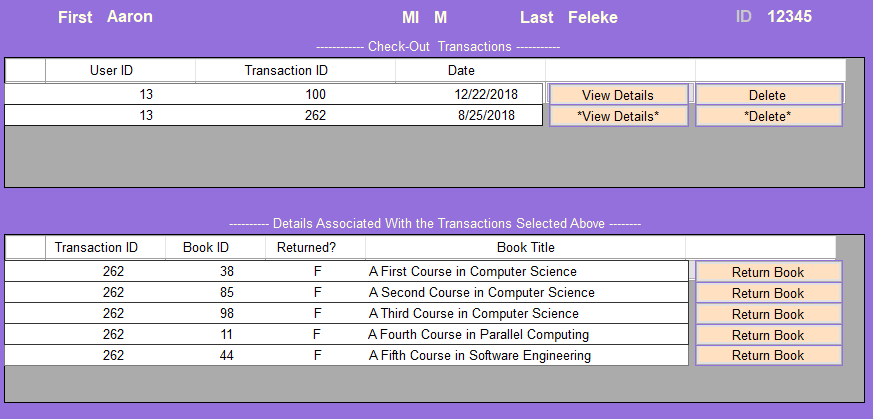 First Aaron MI M Last Feleke ID 12345
------------ Check-Out Transactions -----------
User ID Transaction ID Date
13 100 12/22/2018 View Details Delete
13 262 8/25/2018 *View Details* *Delete*
---------- Details Associated With the Transactions Selected Above --------
Transaction ID Book ID Returned? Book Title
262 38 F A First Course in Computer Science Return Book
262 85 F A Second Course in Computer Science Return Book
262 98 F A Third Course in Computer Science Return Book
262 11 F A Fourth Course in Parallel Computing Return Book
262 44 F A Fifth Course in Software Engineering Return Book